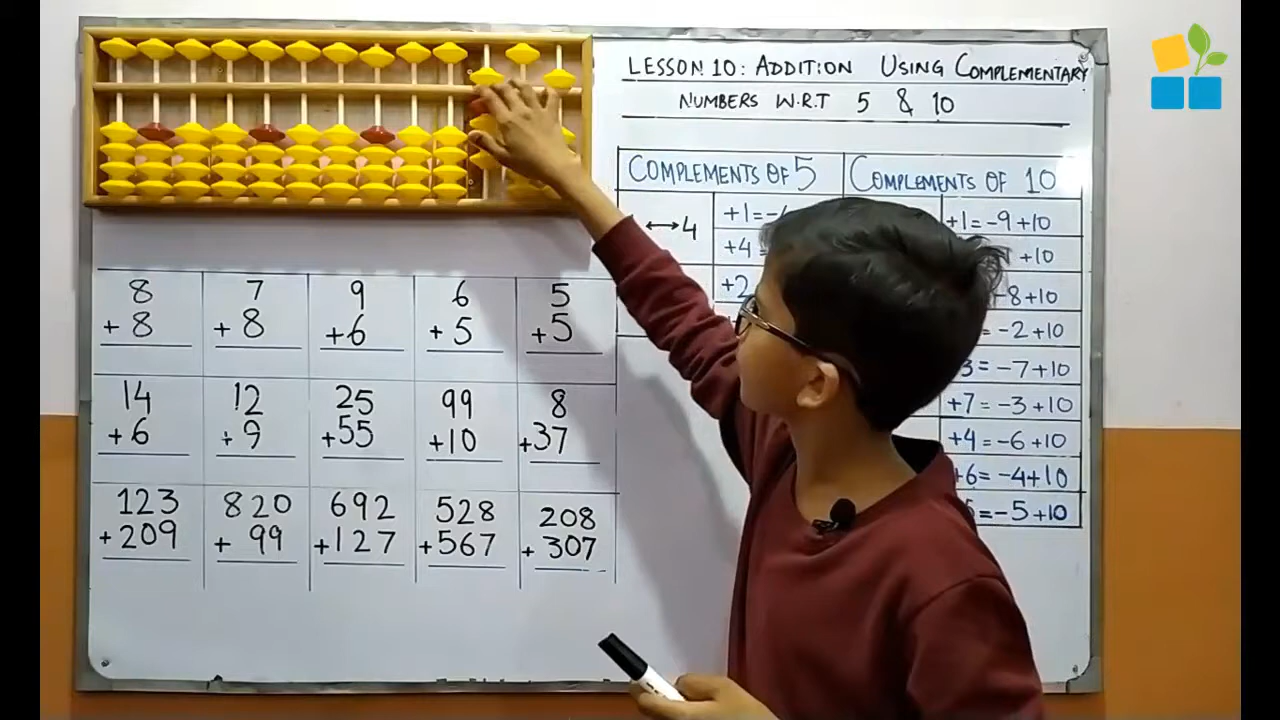 LESSON 10: ADDITION USING COMPLEMENTARY
NUMBERS W.R.T 5 & 10
COMPLEMENTS OF 5 COMPLEMENTS OF 10
↔4
+1=-4
+4=
+2
+1=-9+10
+10
-8+10
=-2+10
3=-7+10
+7=-3+10
+4=-6+10
+6=-4+10
5=-5+10
8 7 9 6 5
+8 +8 +6 +5 +5
14 12 25 99 8
+6 +9 +55 +10 +37
123 820 692 528 208
+209 + 99 +127 +567 + 307